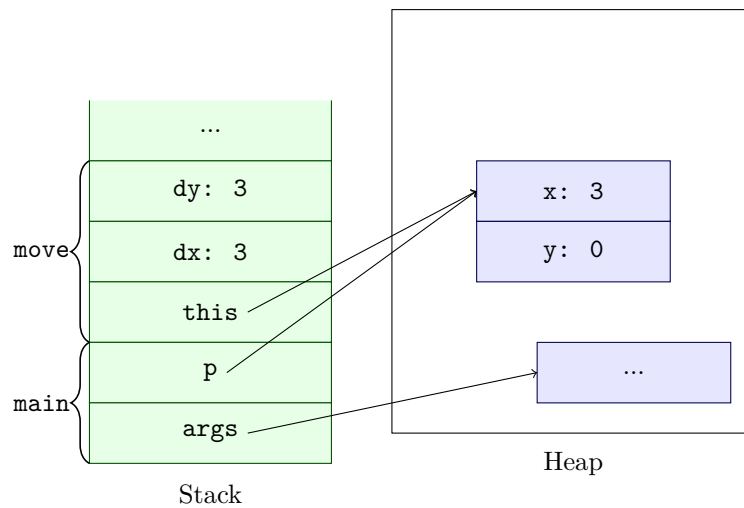 ...
dy: 3
dx: 3
this
p
args
move
main
Stack
x: 3
y: 0
...
Heap